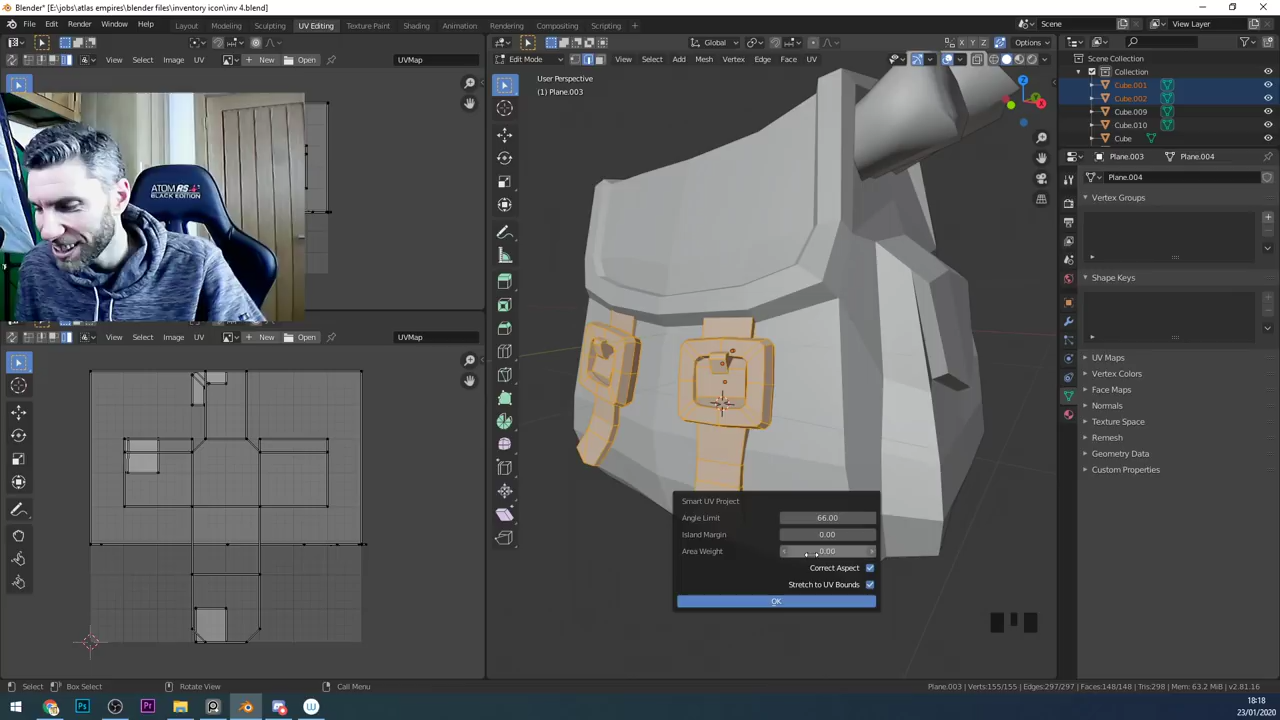 Blender* [E:\atlas empires\blender files\inventory icon\inv 4.blend]
File Edit Render Window Help Layout Modeling Sculpting UV Editing Texture Paint Shading Animation Rendering Compositing Scripting Scene View Layer
Global Options
View Select Image UV New Open UVMap
Edit Mode View Select Add Mesh Vertex Edge Face UV
User Perspective
(1) Plane.003
Scene Collection
Collection
Cube.001
Cube.002
Cube.009
Cube.010
Cube
Plane.003 Plane.004
Plane.004
Vertex Groups
Shape Keys
UV Maps
Vertex Colors
Face Maps
Normals
Texture Space
Remesh
Geometry Data
Custom Properties
ATOM RS
BLACK EDITION
View Select Image UV New Open UVMap
Smart UV Project
Angle Limit 66.00
Island Margin 0.00
Area Weight 0.00
Correct Aspect
Stretch to UV Bounds
OK
Select Box Select Rotate View Call Menu
Plane.003 | Verts:155/155 | Edges:297/297 | Faces:148/148 | Tris:298 | Mem: 63.2 MiB | v2.81.16
18:18
23/01/2020